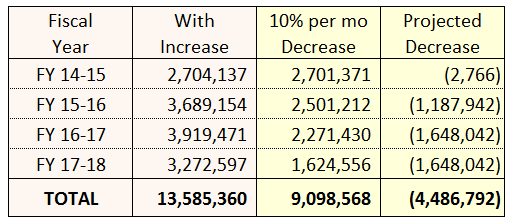 Fiscal Year With Increase 10% per mo Decrease Projected Decrease
FY 14-15 2,704,137 2,701,371 (2,766)
FY 15-16 3,689,154 2,501,212 (1,187,942)
FY 16-17 3,919,471 2,271,430 (1,648,042)
FY 17-18 3,272,597 1,624,556 (1,648,042)
TOTAL 13,585,360 9,098,568 (4,486,792)